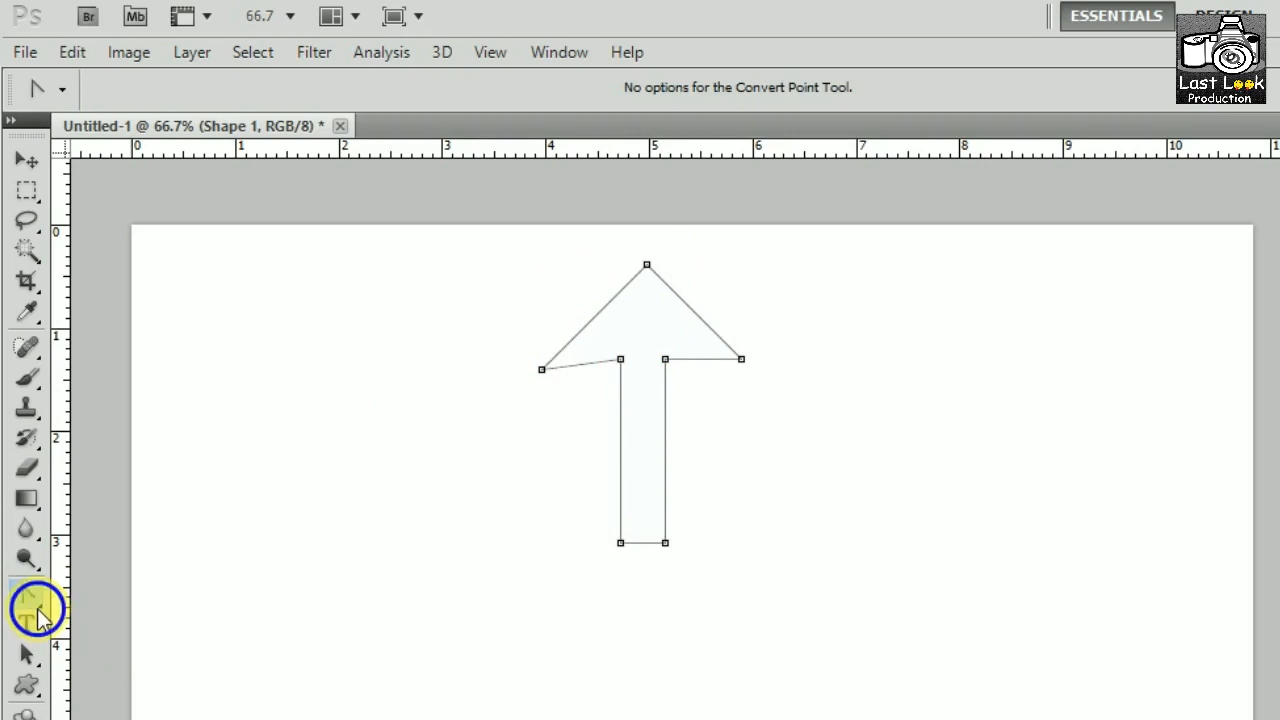 Ps Br Mb 66.7 ESSENTIALS DESIGN
File Edit Image Layer Select Filter Analysis 3D View Window Help
No options for the Convert Point Tool.
Last Look
Production
Untitled-1 @ 66.7% (Shape 1, RGB/8) *
0 1 2 3 4 5 6 7 8 9 10
0
1
2
3
T
4